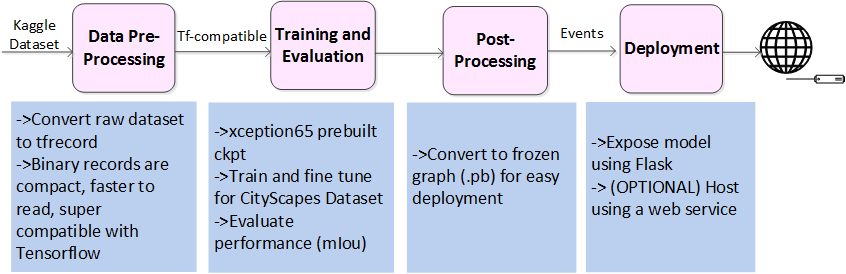 Kaggle
Dataset
Data Pre-
Processing
Tf-compatible
Training and
Evaluation
Post-
Processing
Events
Deployment
->Convert raw dataset
to tfrecord
->Binary records are
compact, faster to
read, super
compatible with
Tensorflow
->xception65 prebuilt
ckpt
->Train and fine tune
for CityScapes Dataset
->Evaluate
performance (mIou)
->Convert to frozen
graph (.pb) for easy
deployment
->Expose model
using Flask
-> (OPTIONAL) Host
using a web service